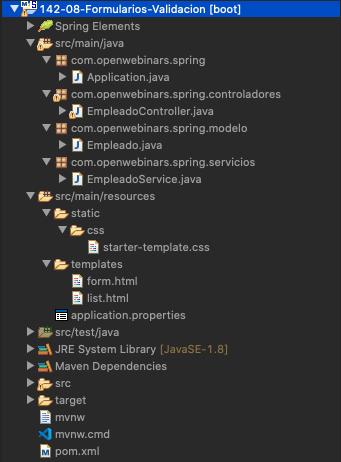 142-08-Formularios-Validacion [boot]
Spring Elements
src/main/java
com.openwebinars.spring
Application.java
com.openwebinars.spring.controladores
EmpleadoController.java
com.openwebinars.spring.modelo
Empleado.java
com.openwebinars.spring.servicios
EmpleadoService.java
src/main/resources
static
css
starter-template.css
templates
form.html
list.html
application.properties
src/test/java
JRE System Library [JavaSE-1.8]
Maven Dependencies
src
target
mvnw
mvnw.cmd
pom.xml